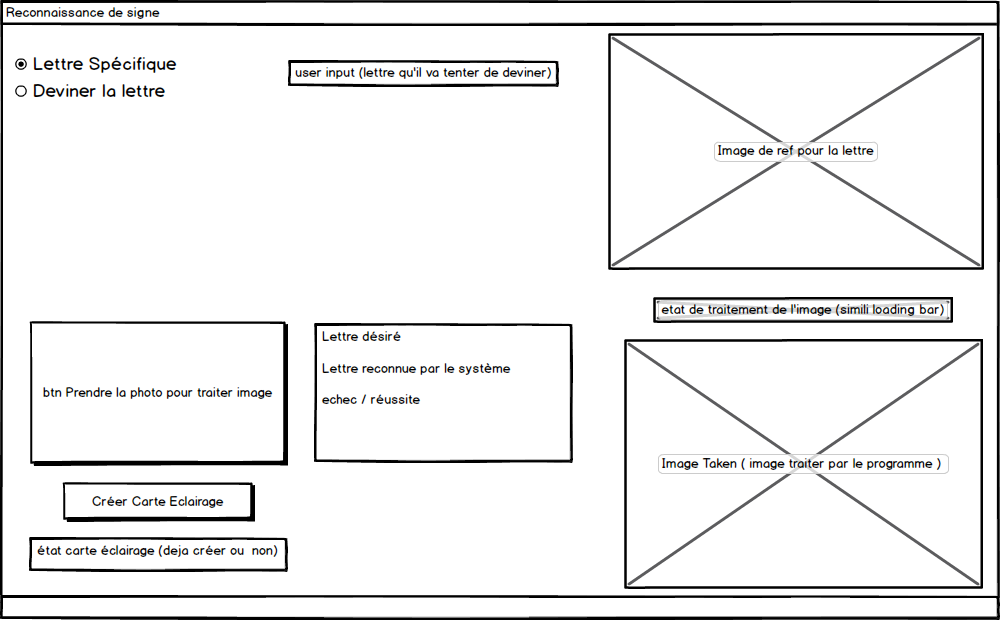 Reconnaissance de signe
Lettre Spécifique
Deviner la lettre
user input (lettre qu'il va tenter de deviner)
Image de ref pour la lettre
etat de traitement de l'image (simili loading bar)
btn Prendre la photo pour traiter image
Lettre désiré
Lettre reconnue par le système
echec / réussite
Image Taken ( image traiter par le programme )
Créer Carte Eclairage
état carte éclairage (deja créer ou non)